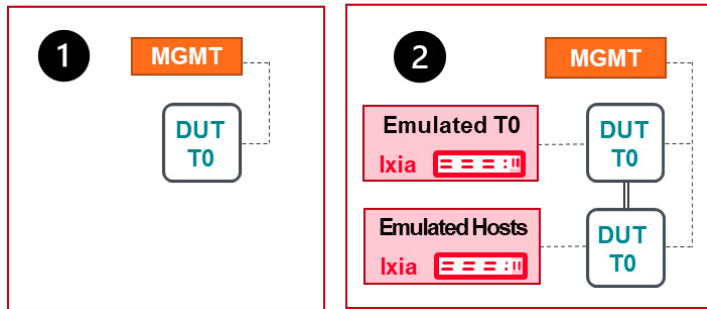 1
MGMT
DUT
T0
2
MGMT
Emulated T0
Ixia
DUT
T0
Emulated Hosts
Ixia
DUT
T0